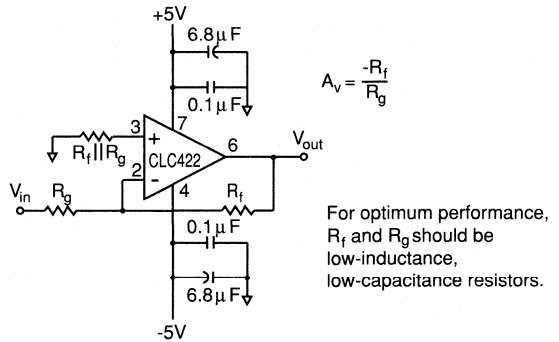 +5V
6.8μF
0.1μF
A_v = -R_f / R_g
3
7
+
R_f||R_g
CLC422
6
V_out
2
-
4
V_in
R_g
R_f
0.1μF
6.8μF
-5V
For optimum performance,
R_f and R_g should be
low-inductance,
low-capacitance resistors.